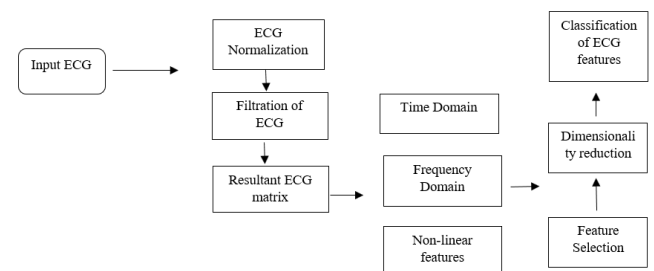 Input ECG
ECG
Normalization
Filtration of
ECG
Resultant ECG
matrix
Time Domain
Frequency
Domain
Non-linear
features
Classification
of ECG
features
Dimensionali
ty reduction
Feature
Selection